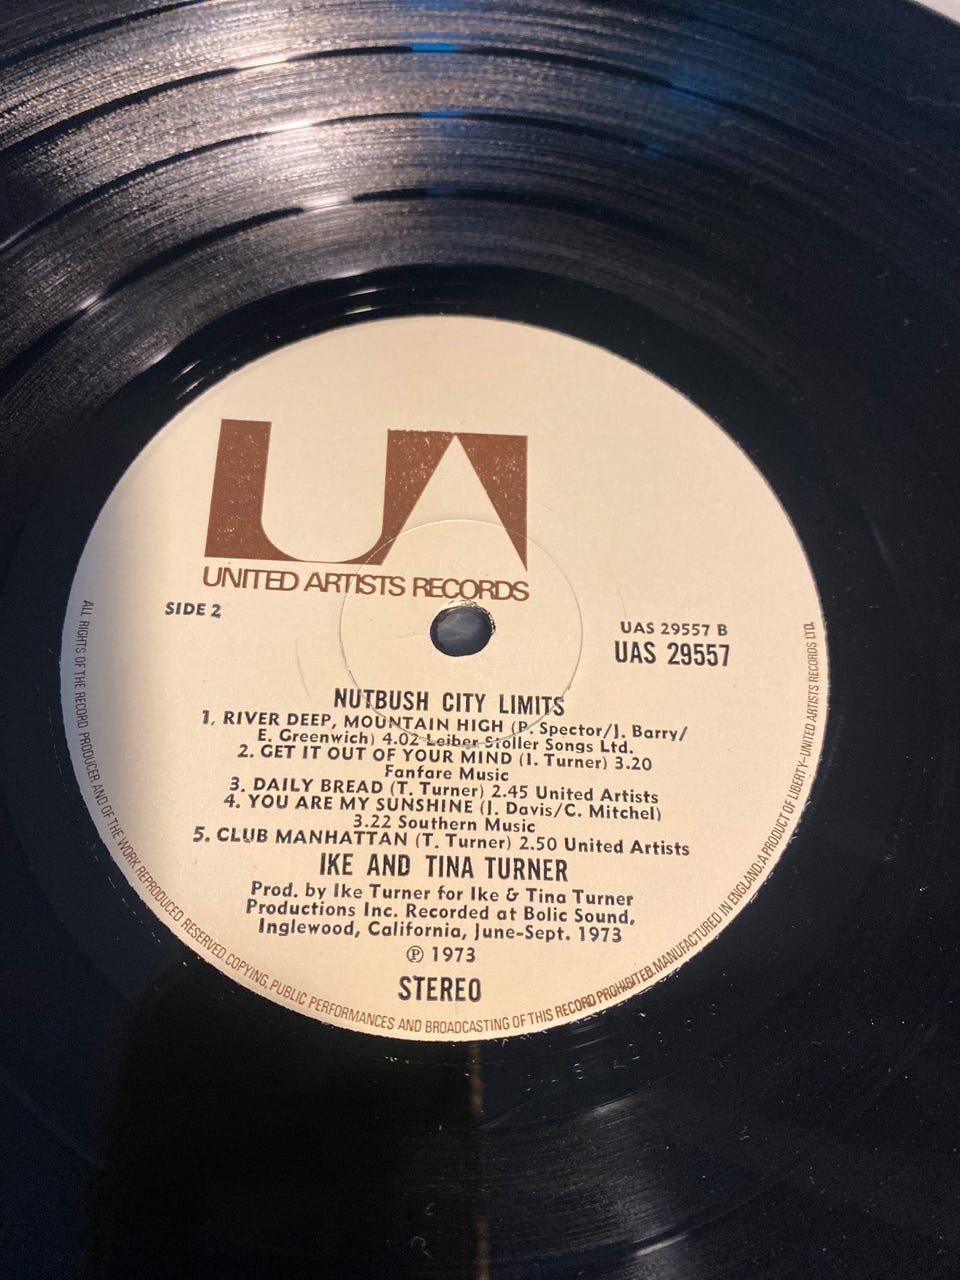 UA
UNITED ARTISTS RECORDS
SIDE 2
UAS 29557 B
UAS 29557
NUTBUSH CITY LIMITS
1. RIVER DEEP, MOUNTAIN HIGH (P. Spector/J. Barry/
E. Greenwich) 4.02 Leiber Stoller Songs Ltd.
2. GET IT OUT OF YOUR MIND (I. Turner) 3.20
Fanfare Music
3. DAILY BREAD (T. Turner) 2.45 United Artists
4. YOU ARE MY SUNSHINE (J. Davis/C. Mitchel)
3.22 Southern Music
5. CLUB MANHATTAN (T. Turner) 2.50 United Artists
IKE AND TINA TURNER
Prod. by Ike Turner for Ike & Tina Turner
Productions Inc. Recorded at Bolic Sound,
Inglewood, California, June-Sept. 1973
℗ 1973
STEREO
ALL RIGHTS OF THE RECORD PRODUCER AND OF THE WORK REPRODUCED RESERVED. COPYING, PUBLIC PERFORMANCES AND BROADCASTING OF THIS RECORD PROHIBITED. MANUFACTURED IN ENGLAND. A PRODUCT OF LIBERTY-UNITED ARTISTS RECORDS LTD.